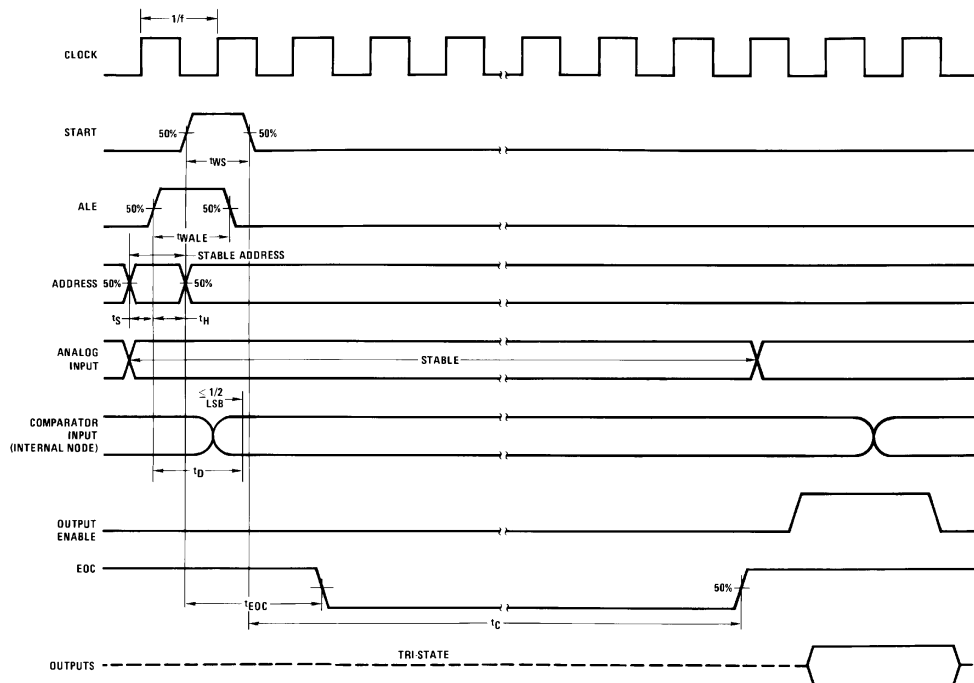 1/f
CLOCK
START
50%
50%
tWS
ALE
50%
50%
tWALE
STABLE ADDRESS
ADDRESS
50%
50%
tS
tH
ANALOG
INPUT
STABLE
≤ 1/2
LSB
COMPARATOR
INPUT
(INTERNAL NODE)
tD
OUTPUT
ENABLE
EOC
50%
tEOC
tC
TRI-STATE
OUTPUTS